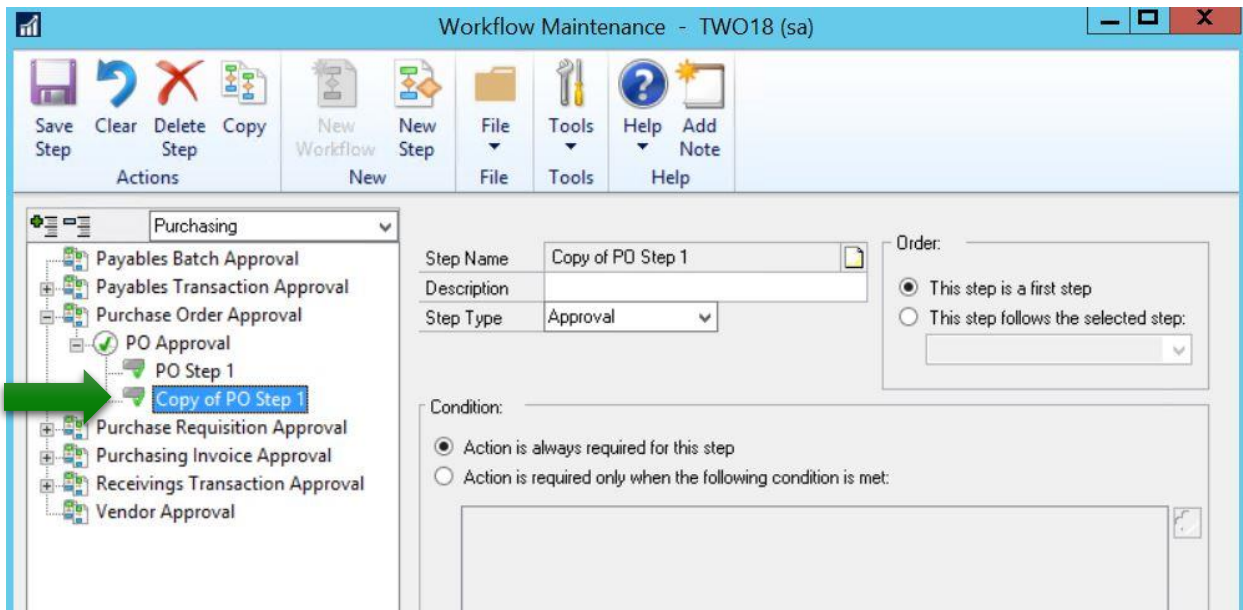 Workflow Maintenance - TWO18 (sa)
Save Step
Clear
Delete Step
Copy
New Workflow
New Step
File
Tools
Help
Add Note
Actions
New
File
Tools
Help
Purchasing
Payables Batch Approval
Payables Transaction Approval
Purchase Order Approval
PO Approval
PO Step 1
Copy of PO Step 1
Purchase Requisition Approval
Purchasing Invoice Approval
Receivings Transaction Approval
Vendor Approval
Step Name Copy of PO Step 1
Description
Step Type Approval
Order:
This step is a first step
This step follows the selected step:
Condition:
Action is always required for this step
Action is required only when the following condition is met: